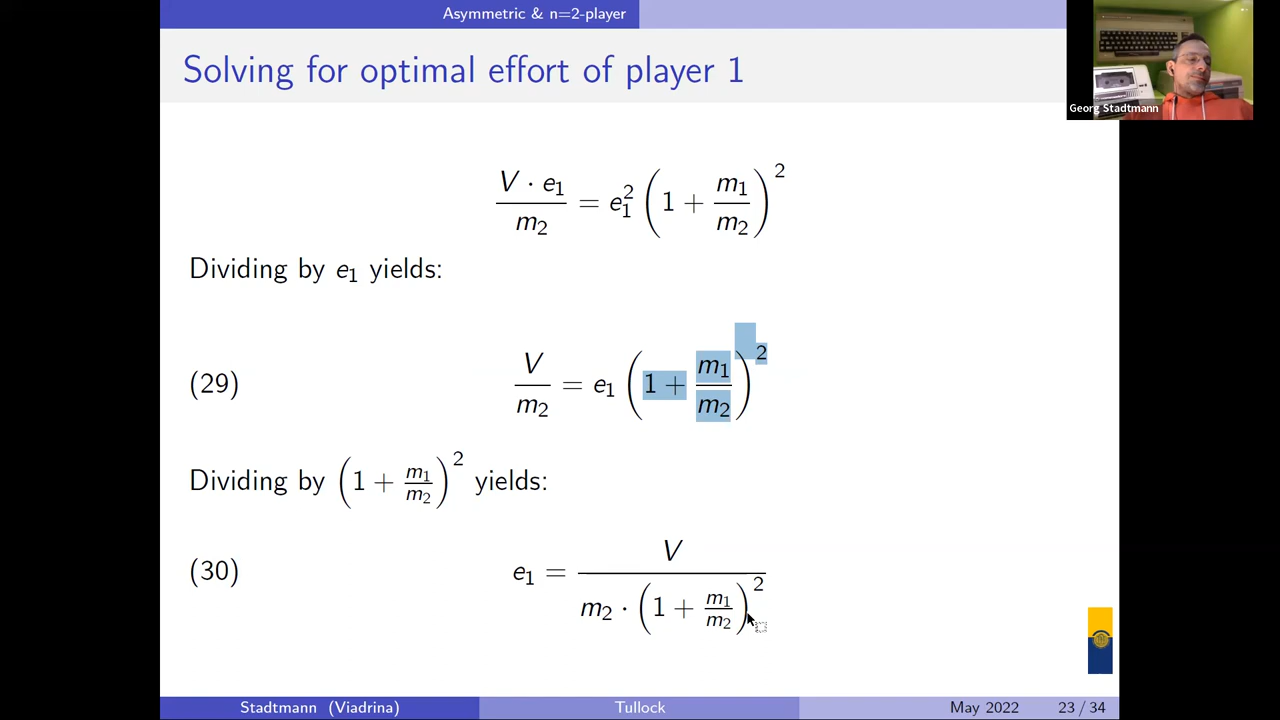 Asymmetric & n=2-player
Solving for optimal effort of player 1
Georg Stadtmann
V · e₁ / m₂ = e₁² (1 + m₁/m₂)²
Dividing by e₁ yields:
(29) V / m₂ = e₁ (1 + m₁/m₂)²
Dividing by (1 + m₁/m₂)² yields:
(30) e₁ = V / (m₂ · (1 + m₁/m₂)²)
Stadtmann (Viadrina) Tullock May 2022 23 / 34